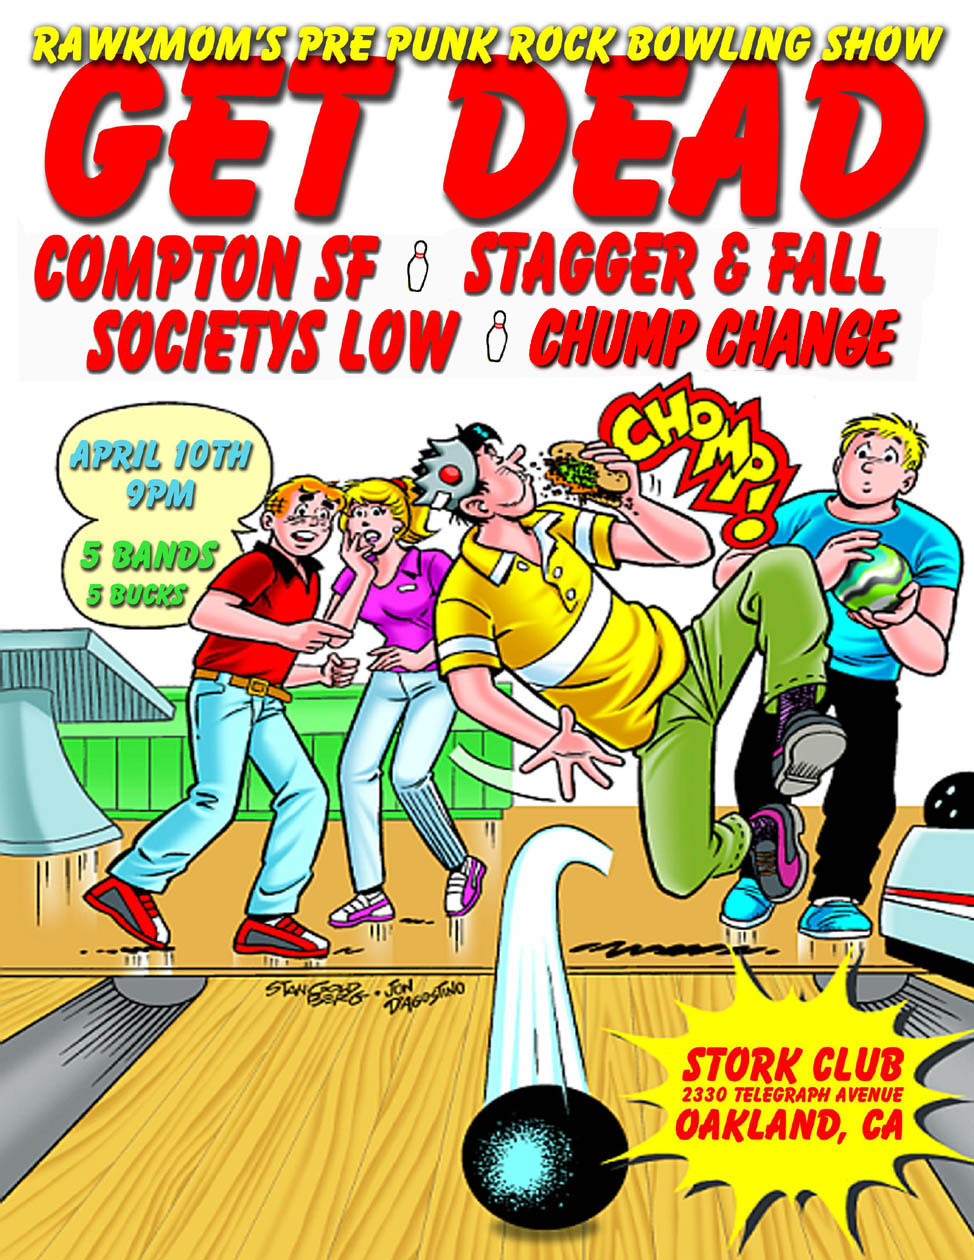 RAWKMOM'S PRE PUNK ROCK BOWLING SHOW
GET DEAD
COMPTON SF STAGGER & FALL
SOCIETYS LOW CHUMP CHANGE
CHOMP!
APRIL 10TH
9PM
5 BANDS
5 BUCKS
STAN GOLDBERG + JON D'AGOSTINO
STORK CLUB
2330 TELEGRAPH AVENUE
OAKLAND, CA